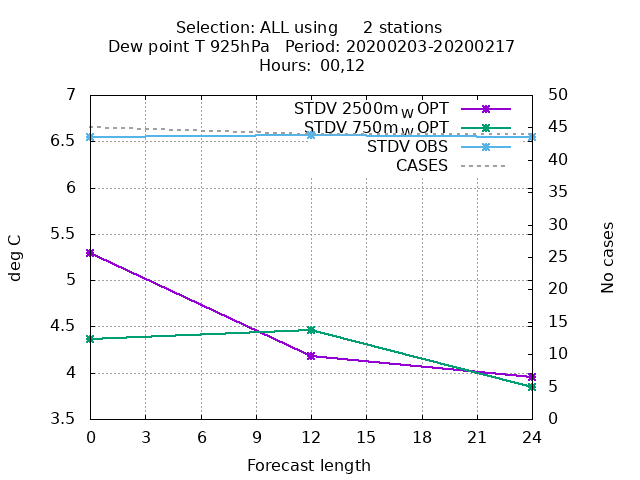 Selection: ALL using 2 stations
Dew point T 925hPa Period: 20200203-20200217
Hours: 00,12
STDV 2500m W OPT
STDV 750m W OPT
STDV OBS
CASES
deg C
No cases
7
6.5
6
5.5
5
4.5
4
3.5
50
45
40
35
30
25
20
15
10
5
0
0 3 6 9 12 15 18 21 24
Forecast length